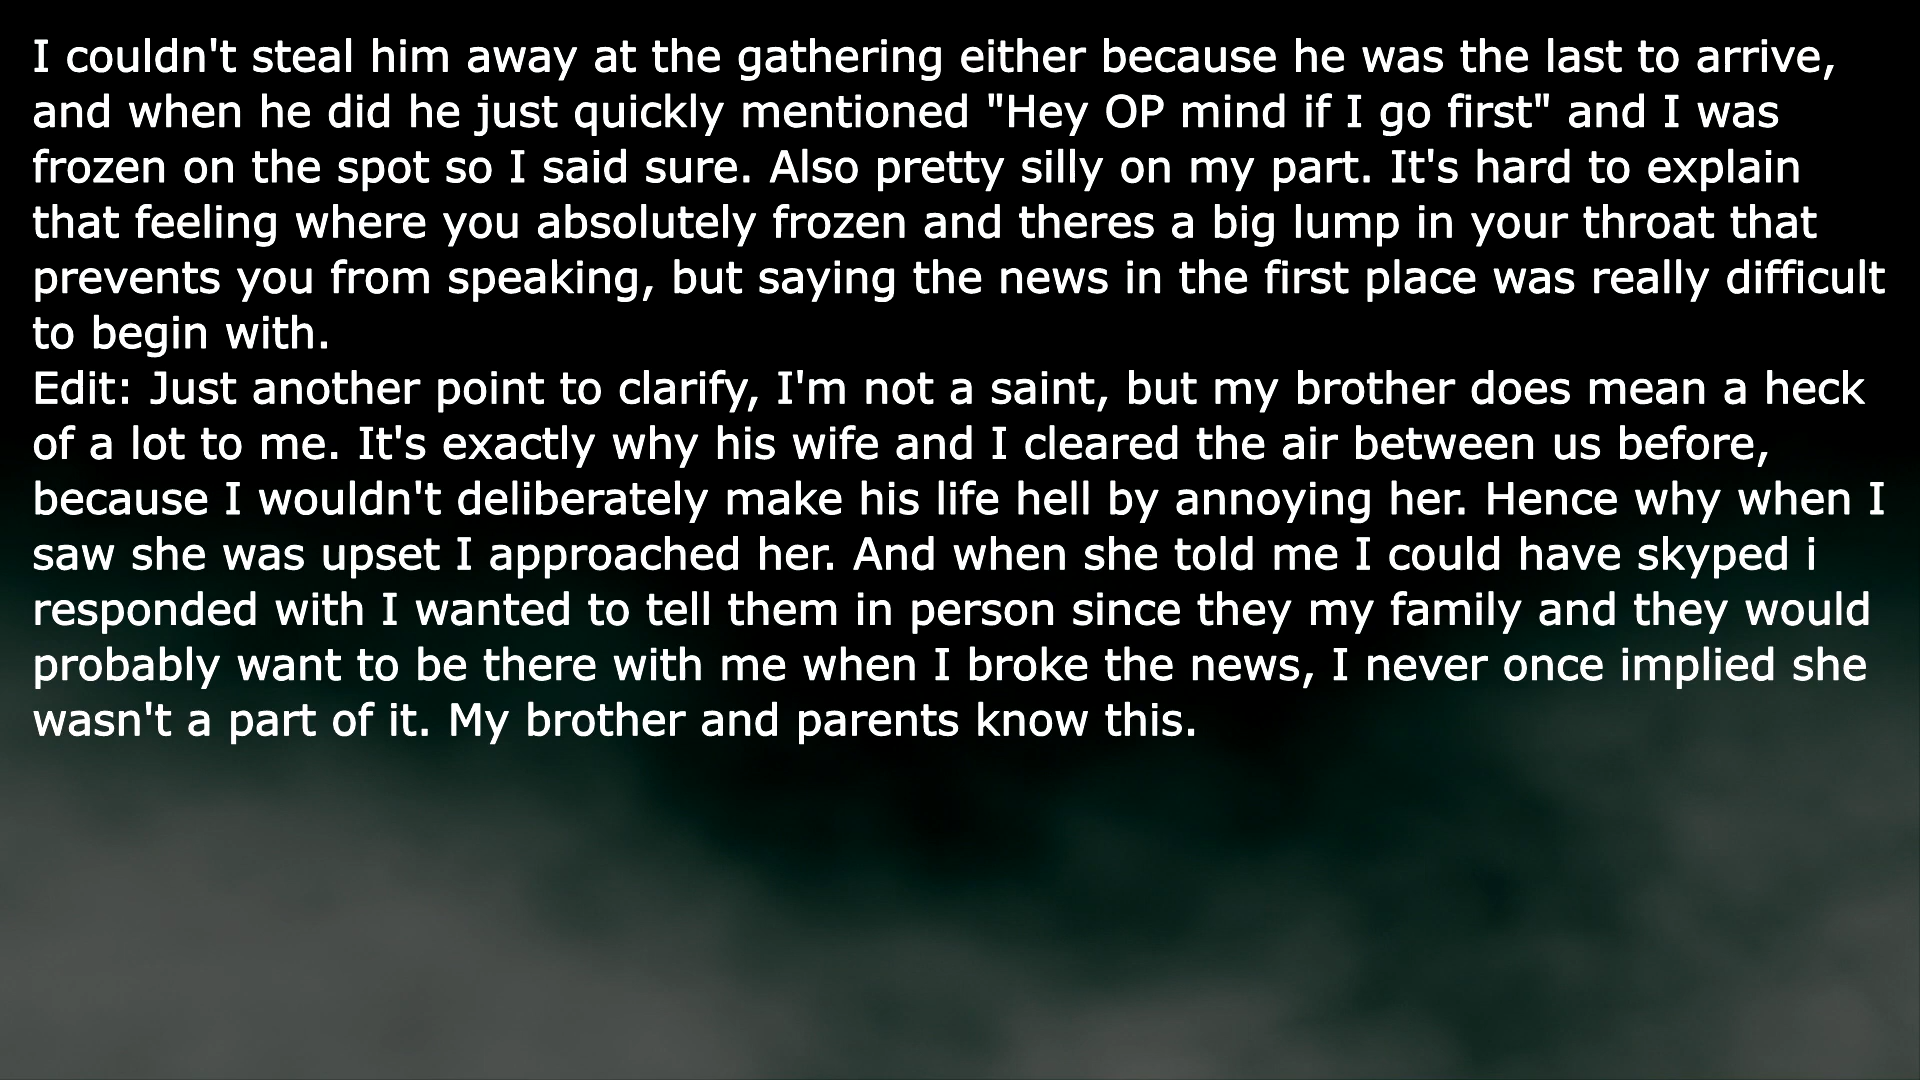 I couldn't steal him away at the gathering either because he was the last to arrive,
and when he did he just quickly mentioned "Hey OP mind if I go first" and I was
frozen on the spot so I said sure. Also pretty silly on my part. It's hard to explain
that feeling where you absolutely frozen and theres a big lump in your throat that
prevents you from speaking, but saying the news in the first place was really difficult
to begin with.
Edit: Just another point to clarify, I'm not a saint, but my brother does mean a heck
of a lot to me. It's exactly why his wife and I cleared the air between us before,
because I wouldn't deliberately make his life hell by annoying her. Hence why when I
saw she was upset I approached her. And when she told me I could have skyped i
responded with I wanted to tell them in person since they my family and they would
probably want to be there with me when I broke the news, I never once implied she
wasn't a part of it. My brother and parents know this.